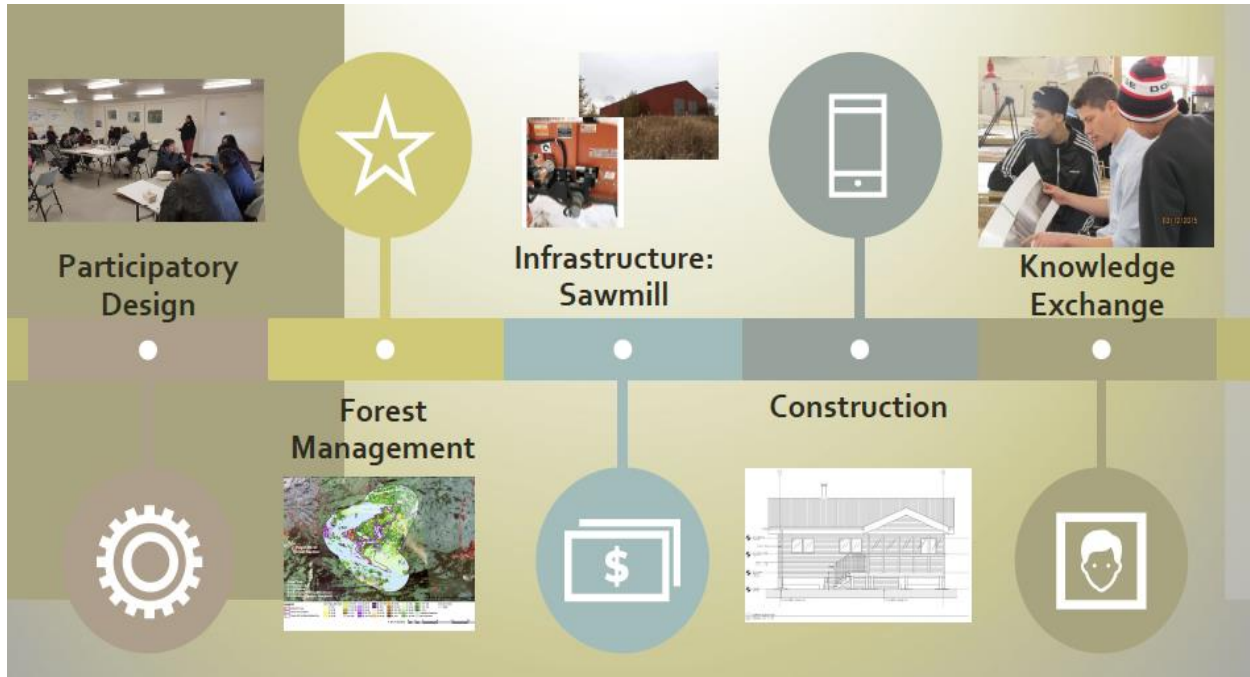 Participatory
Design
Forest
Management
Infrastructure:
Sawmill
$
Construction
Knowledge
Exchange